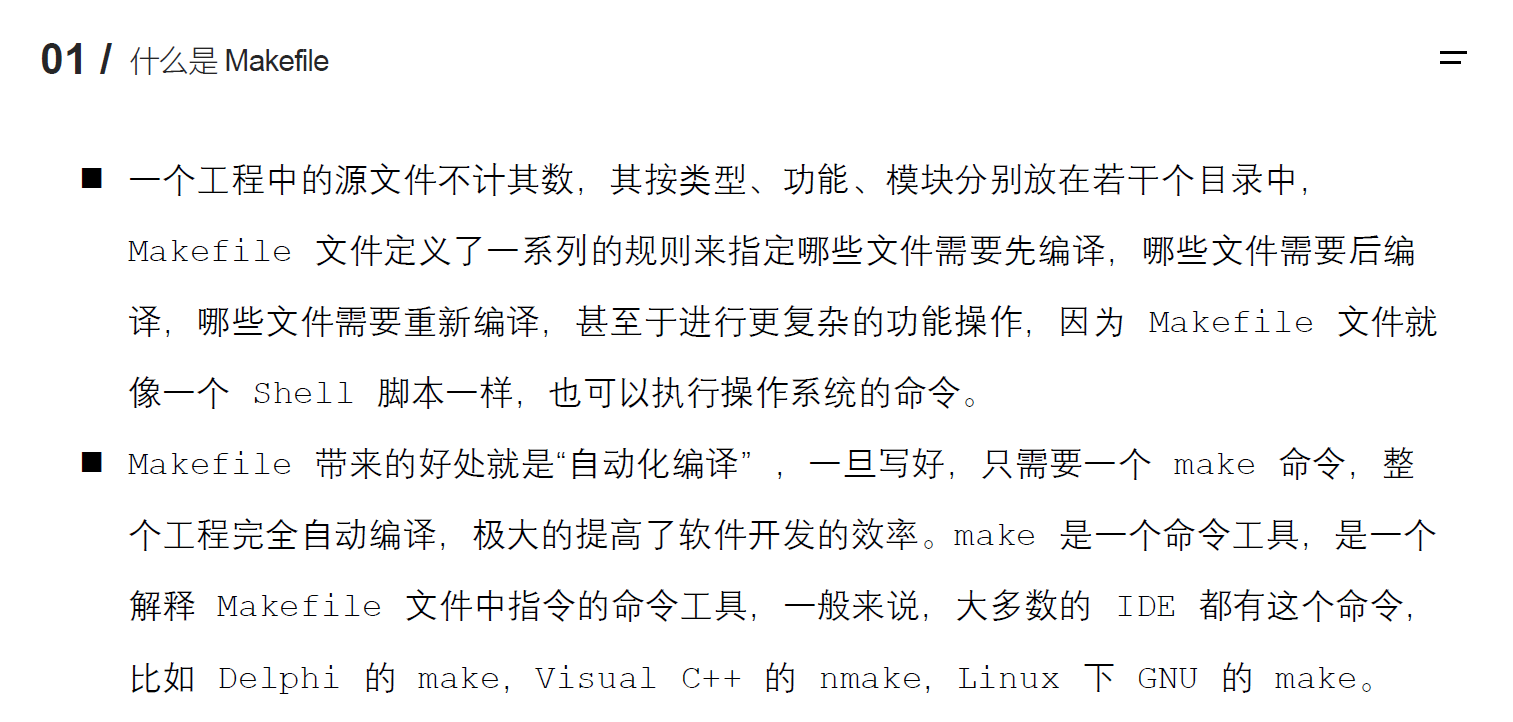 01 / 什么是 Makefile
■ 一个工程中的源文件不计其数，其按类型、功能、模块分别放在若干个目录中，
Makefile 文件定义了一系列的规则来指定哪些文件需要先编译，哪些文件需要后编
译，哪些文件需要重新编译，甚至于进行更复杂的功能操作，因为 Makefile 文件就
像一个 Shell 脚本一样，也可以执行操作系统的命令。
■ Makefile 带来的好处就是“自动化编译” ，一旦写好，只需要一个 make 命令，整
个工程完全自动编译，极大的提高了软件开发的效率。make 是一个命令工具，是一个
解释 Makefile 文件中指令的命令工具，一般来说，大多数的 IDE 都有这个命令，
比如 Delphi 的 make，Visual C++ 的 nmake，Linux 下 GNU 的 make。